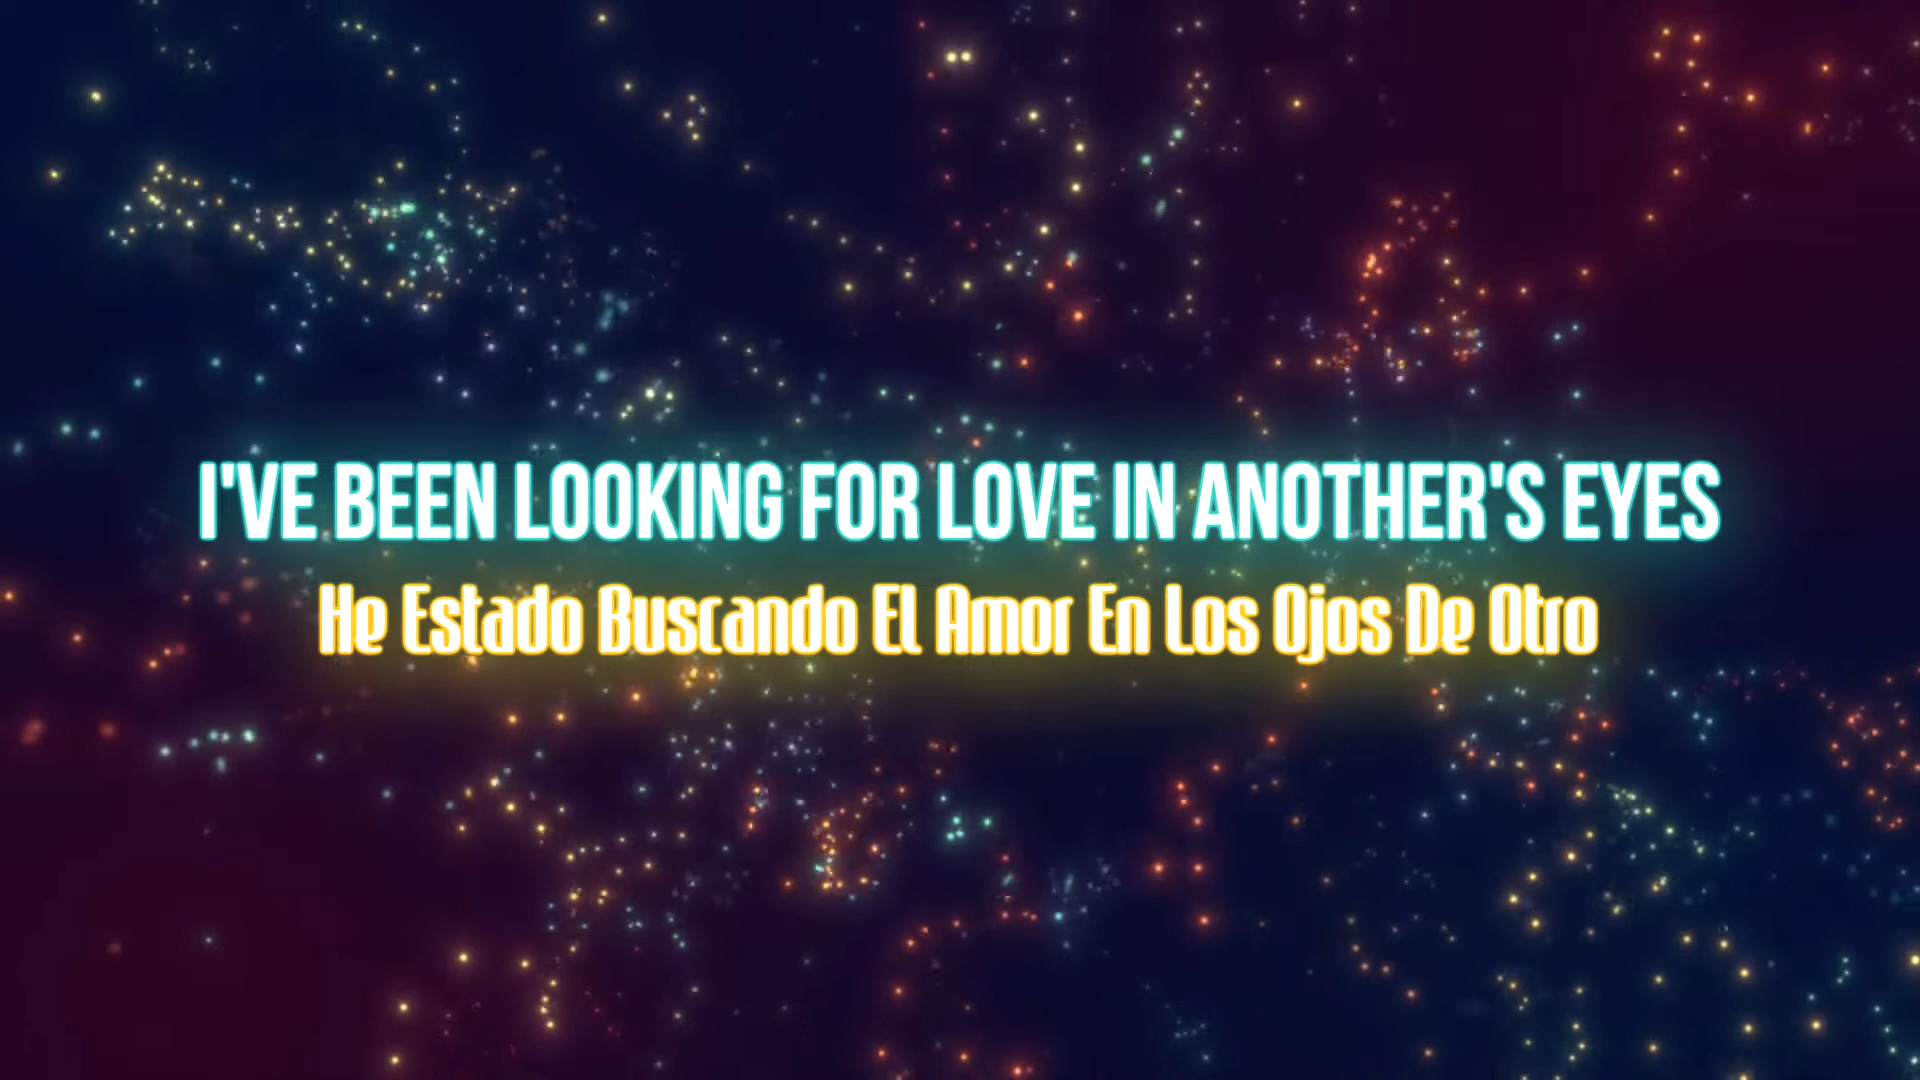 I'VE BEEN LOOKING FOR LOVE IN ANOTHER'S EYES
He Estado Buscando El Amor En Los Ojos De Otro